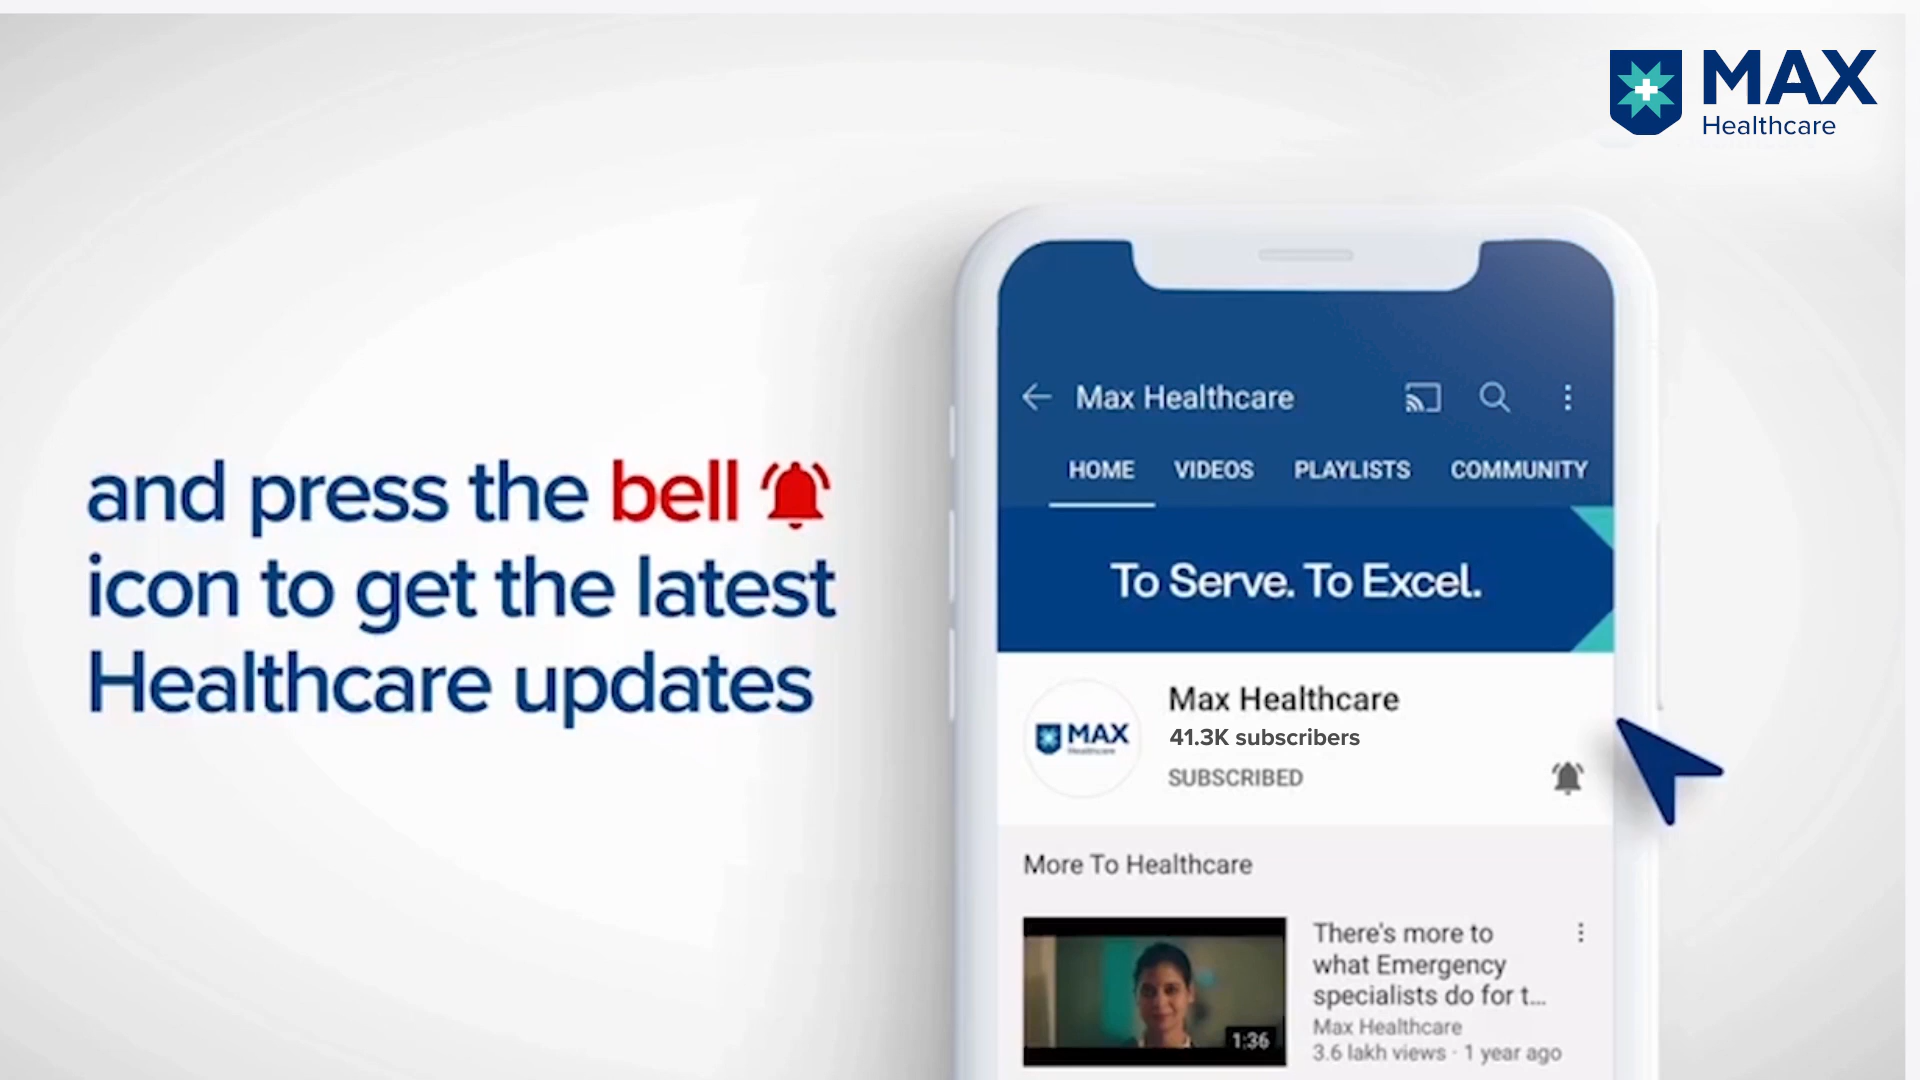 MAX
Healthcare
and press the bell
icon to get the latest
Healthcare updates
Max Healthcare
HOME VIDEOS PLAYLISTS COMMUNITY
To Serve. To Excel.
MAX
Healthcare
Max Healthcare
41.3K subscribers
SUBSCRIBED
More To Healthcare
There's more to
what Emergency
specialists do for t...
Max Healthcare
3.6 lakh views · 1 year ago
1:36